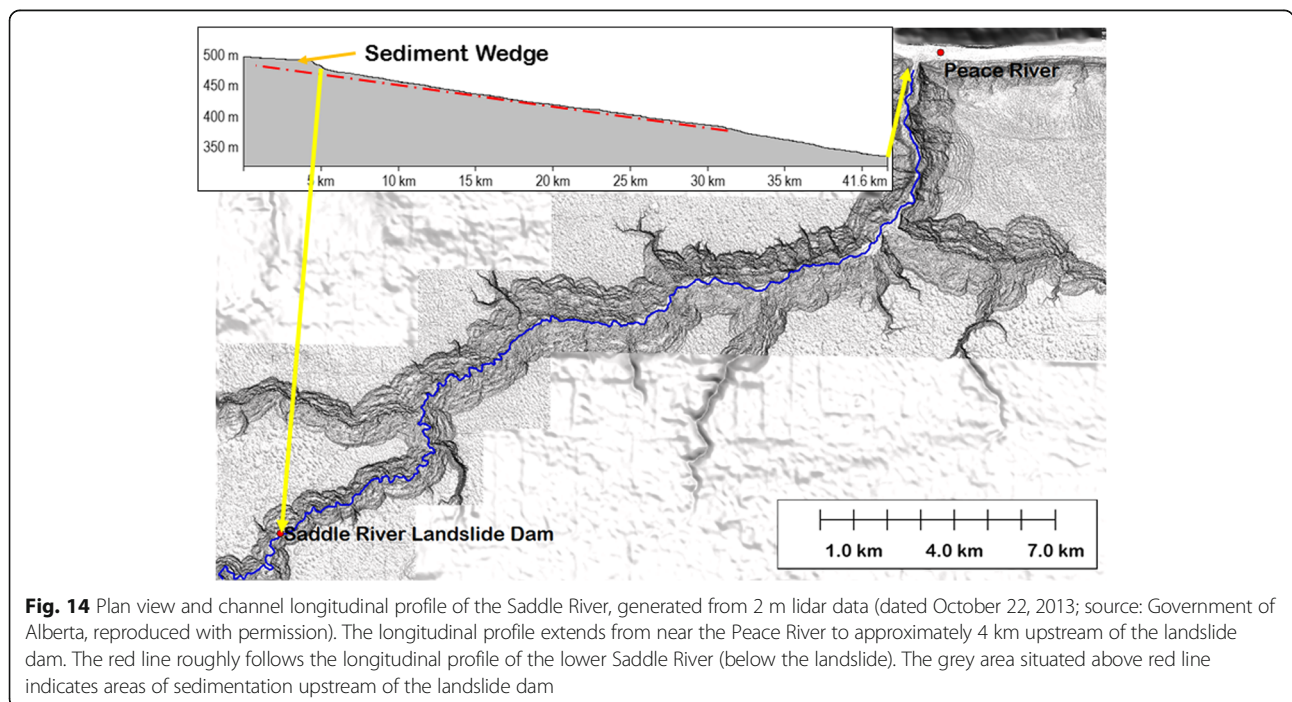 500 m
450 m
400 m
350 m
Sediment Wedge
5 km
10 km
15 km
20 km
25 km
30 km
35 km
41.6 km
Peace River
Saddle River Landslide Dam
1.0 km
4.0 km
7.0 km
Fig. 14 Plan view and channel longitudinal profile of the Saddle River, generated from 2 m lidar data (dated October 22, 2013; source: Government of
Alberta, reproduced with permission). The longitudinal profile extends from near the Peace River to approximately 4 km upstream of the landslide
dam. The red line roughly follows the longitudinal profile of the lower Saddle River (below the landslide). The grey area situated above red line
indicates areas of sedimentation upstream of the landslide dam